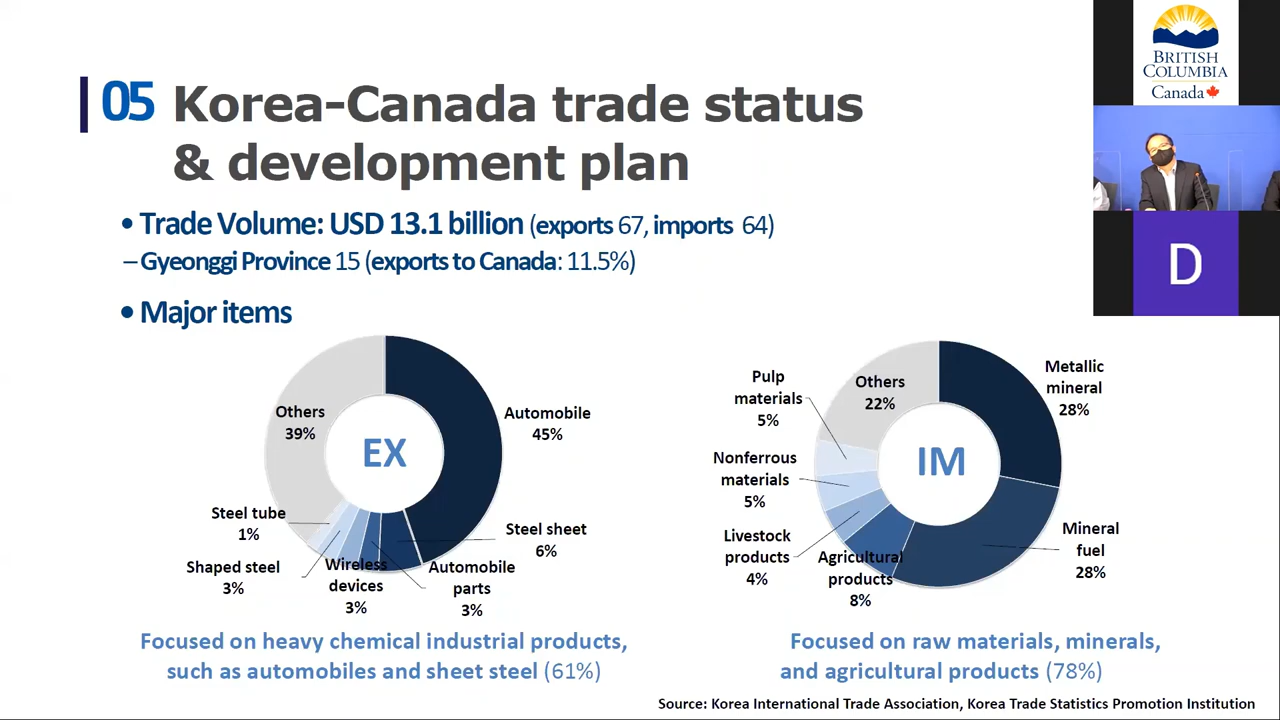 05 Korea-Canada trade status
& development plan
• Trade Volume: USD 13.1 billion (exports 67, imports 64)
– Gyeonggi Province 15 (exports to Canada: 11.5%)
• Major items
EX
Automobile
45%
Steel sheet
6%
Automobile
parts
3%
Wireless
devices
3%
Shaped steel
3%
Steel tube
1%
Others
39%
Focused on heavy chemical industrial products,
such as automobiles and sheet steel (61%)
IM
Metallic
mineral
28%
Mineral
fuel
28%
Agricultural
products
8%
Livestock
products
4%
Nonferrous
materials
5%
Pulp
materials
5%
Others
22%
Focused on raw materials, minerals,
and agricultural products (78%)
Source: Korea International Trade Association, Korea Trade Statistics Promotion Institution
BRITISH
COLUMBIA
Canada
D